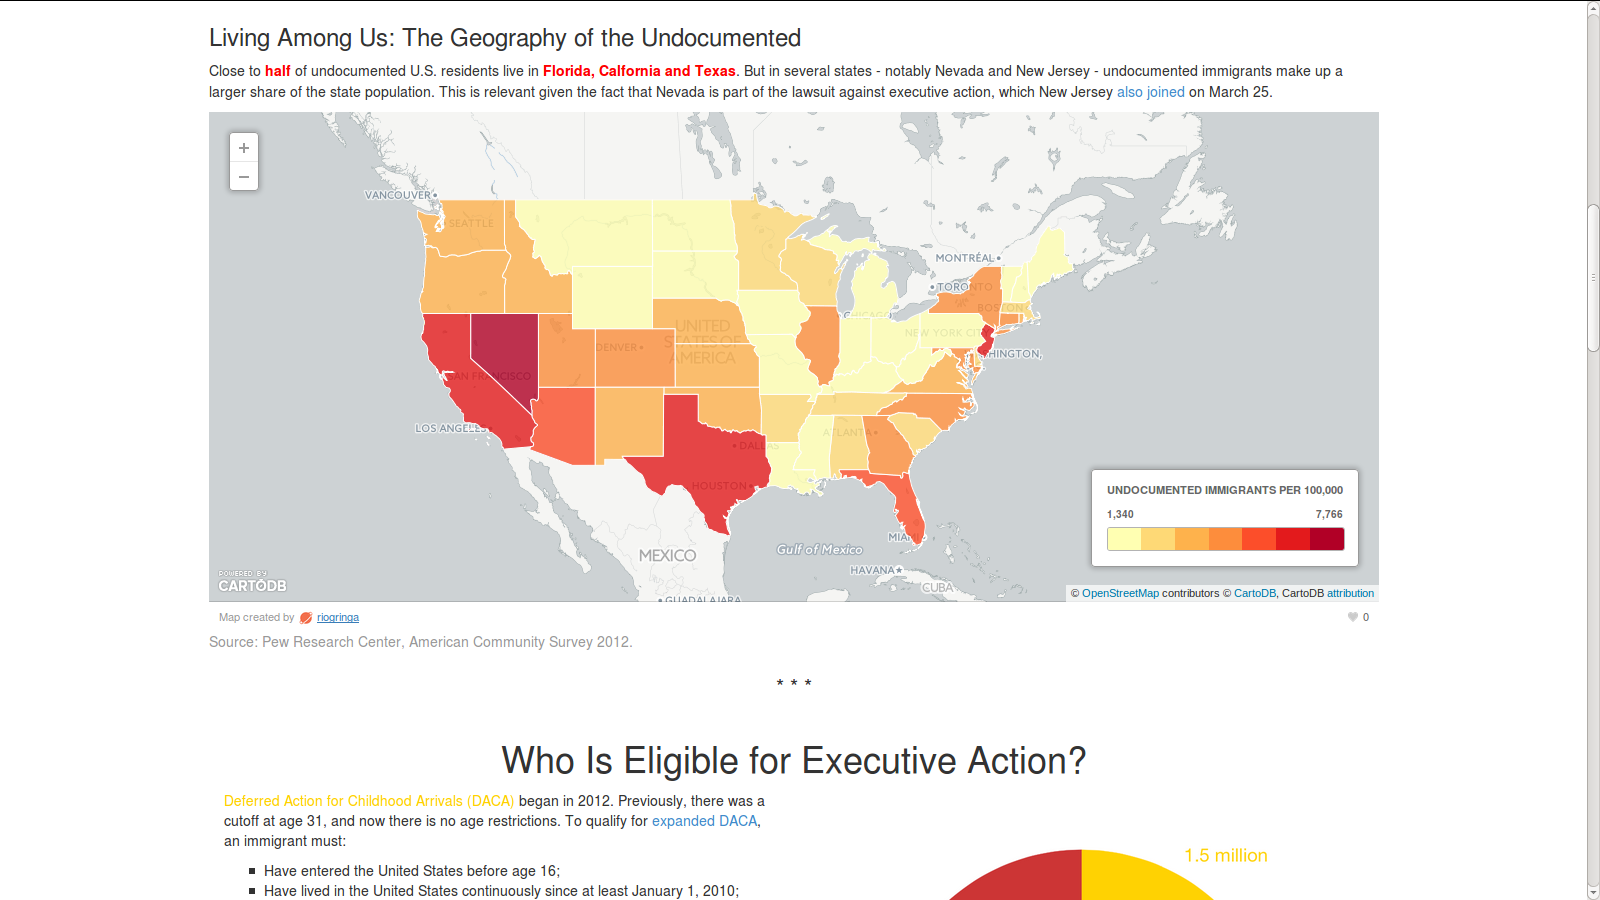 Living Among Us: The Geography of the Undocumented
Close to half of undocumented U.S. residents live in Florida, Calfornia and Texas. But in several states - notably Nevada and New Jersey - undocumented immigrants make up a
larger share of the state population. This is relevant given the fact that Nevada is part of the lawsuit against executive action, which New Jersey also joined on March 25.
+
−
VANCOUVER
SEATTLE
MONTRÉAL
TORONTO
BOSTON
CHICAGO
NEW YORK CITY
UNITED
STATES OF
AMERICA
DENVER
HINGTON,
SAN FRANCISCO
LOS ANGELES
ATLANTA
DALLAS
HOUSTON
MIAMI
MEXICO
Gulf of Mexico
HAVANA
CUBA
GUADALAJARA
UNDOCUMENTED IMMIGRANTS PER 100,000
1,340 7,766
POWERED BY
CARTODB
© OpenStreetMap contributors © CartoDB, CartoDB attribution
Map created by riogringa
0
Source: Pew Research Center, American Community Survey 2012.
* * *
Who Is Eligible for Executive Action?
Deferred Action for Childhood Arrivals (DACA) began in 2012. Previously, there was a
cutoff at age 31, and now there is no age restrictions. To qualify for expanded DACA,
an immigrant must:
Have entered the United States before age 16;
Have lived in the United States continuously since at least January 1, 2010;
1.5 million